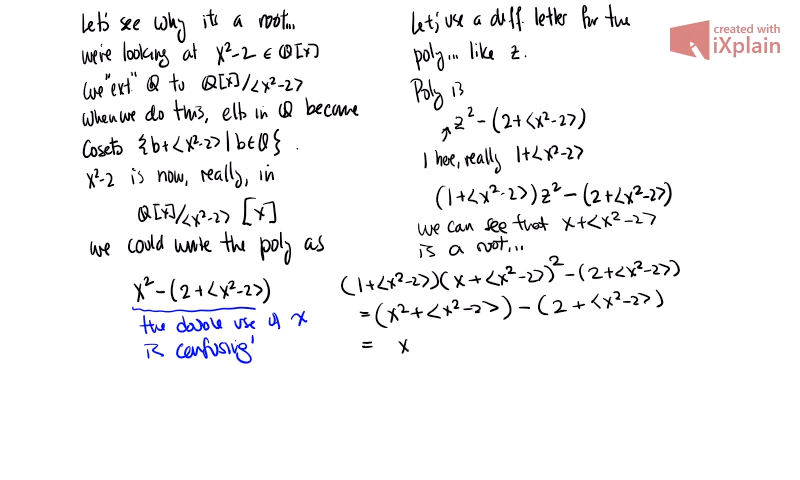 Let's see why its a root...
we're looking at x²-2 ∈ Q[x]
we "ext" Q to Q[x]/<x²-2>
when we do this, elts in Q become
cosets {b+<x²-2> | b∈Q}.
x²-2 is now, really, in
Q[x]/<x²-2> [x]
we could write the poly as
x² - (2+<x²-2>)
the double use of x
is confusing!
Let's use a diff letter for the
poly... like z.
Poly is
z² - (2+<x²-2>)
1 here, really 1+<x²-2>
(1+<x²-2>)z² - (2+<x²-2>)
we can see that x+<x²-2>
is a root...
(1+<x²-2>)(x+<x²-2>)² - (2+<x²-2>)
= (x²+<x²-2>) - (2+<x²-2>)
= x
created with
iXplain